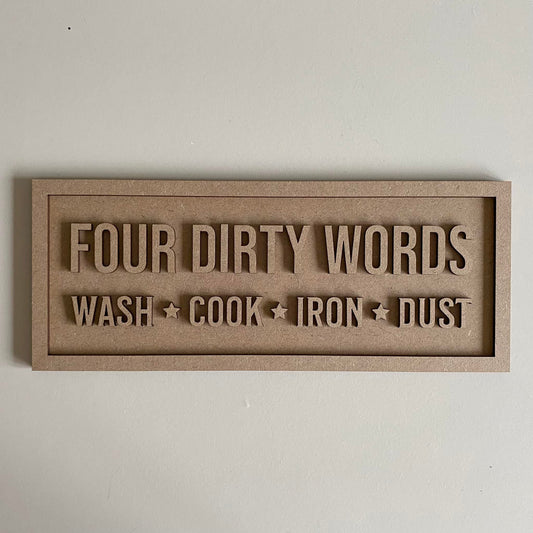 FOUR DIRTY WORDS
WASH ★ COOK ★ IRON ★ DUST